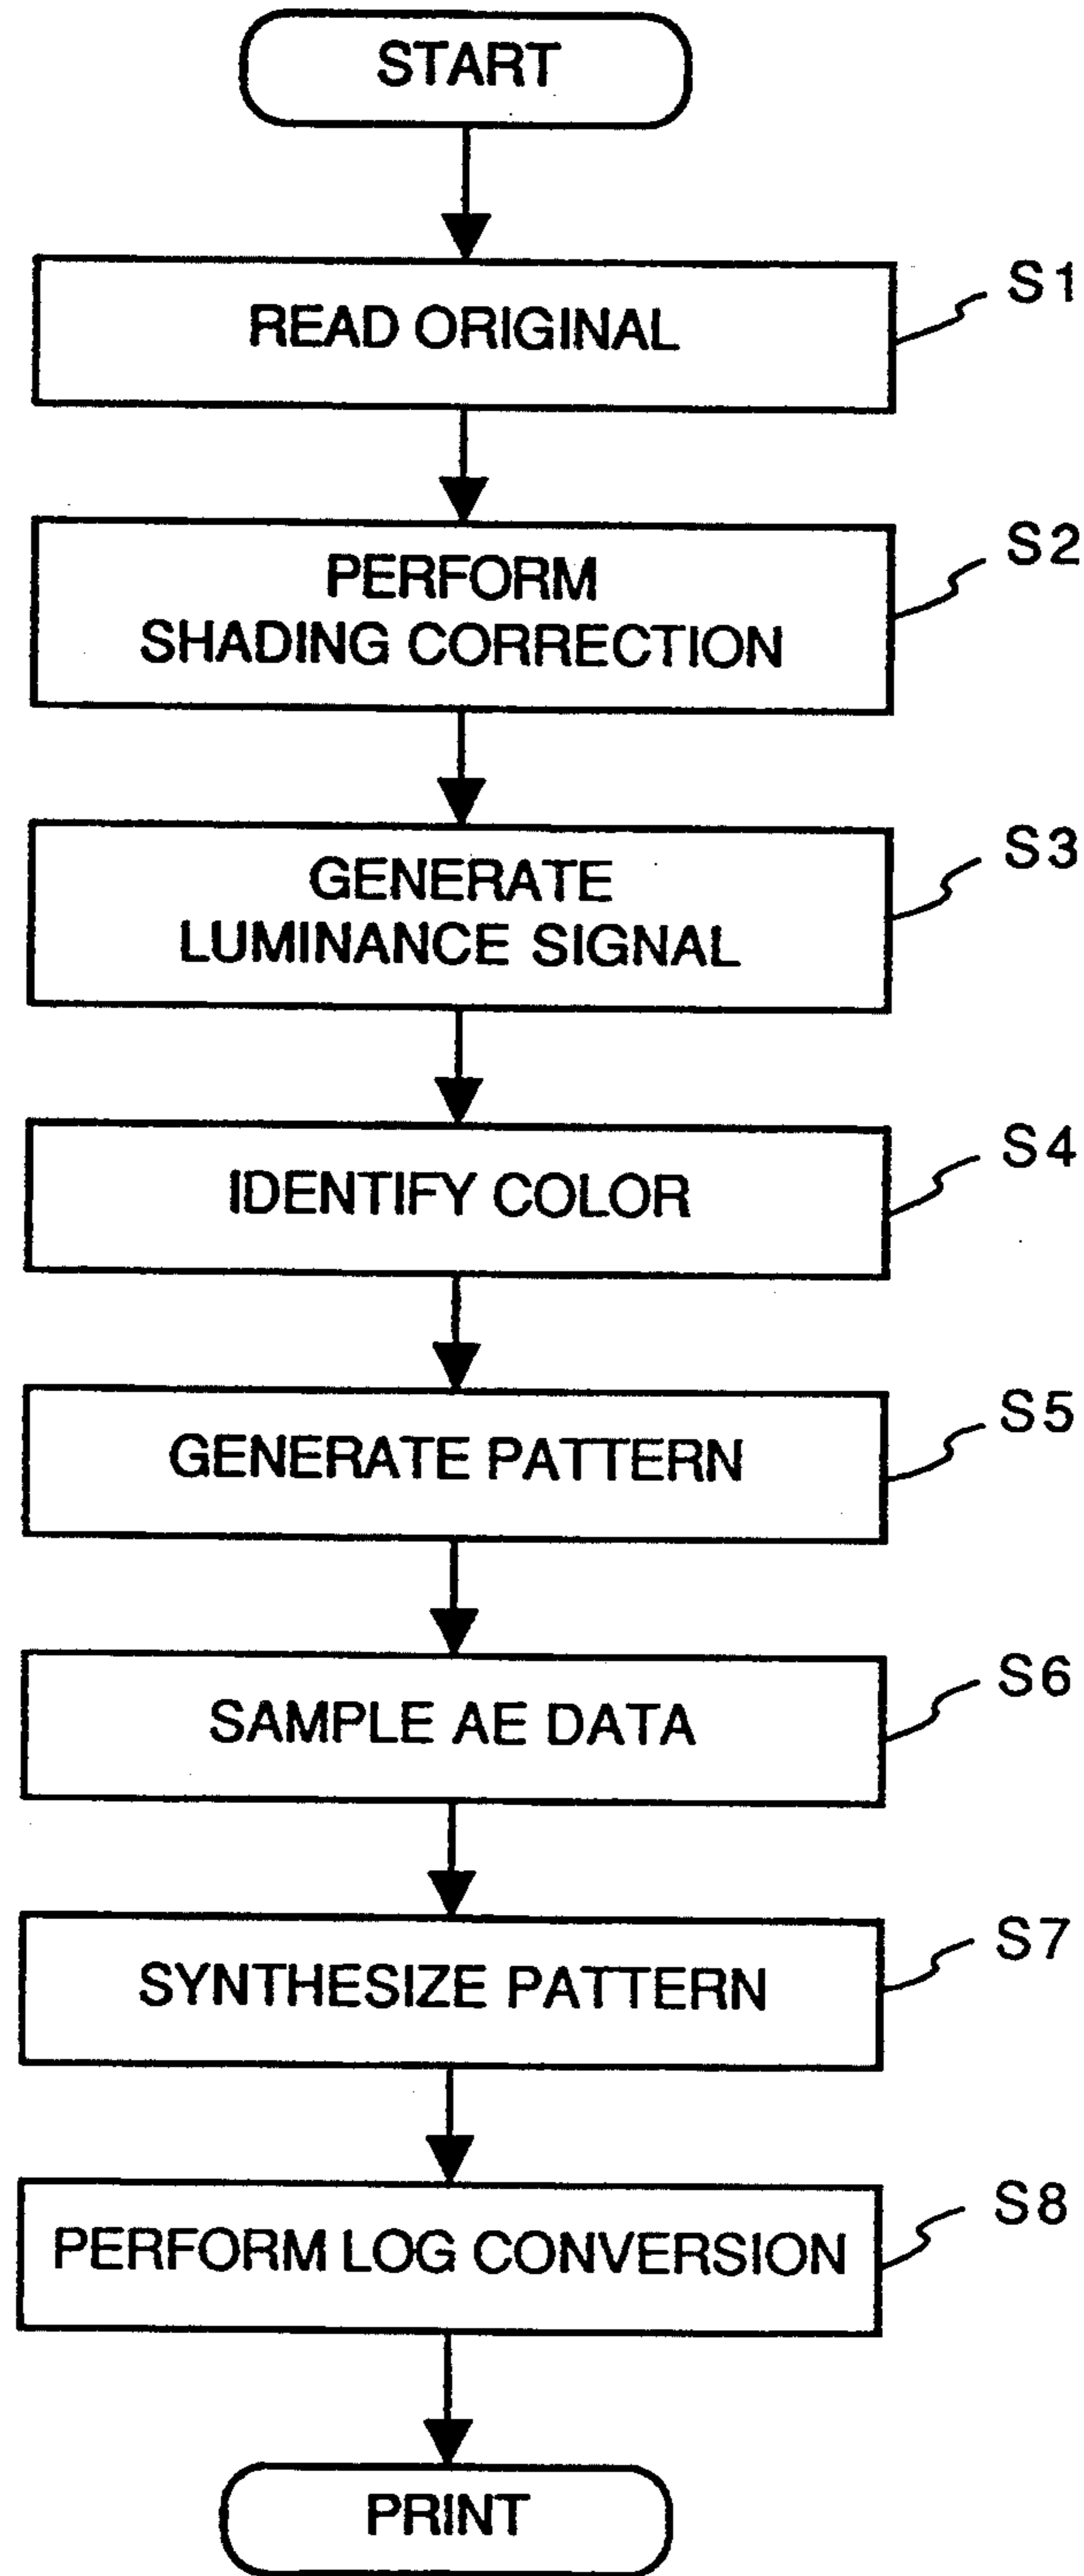 START
READ ORIGINAL
S1
PERFORM
SHADING CORRECTION
S2
GENERATE
LUMINANCE SIGNAL
S3
IDENTIFY COLOR
S4
GENERATE PATTERN
S5
SAMPLE AE DATA
S6
SYNTHESIZE PATTERN
S7
PERFORM LOG CONVERSION
S8
PRINT